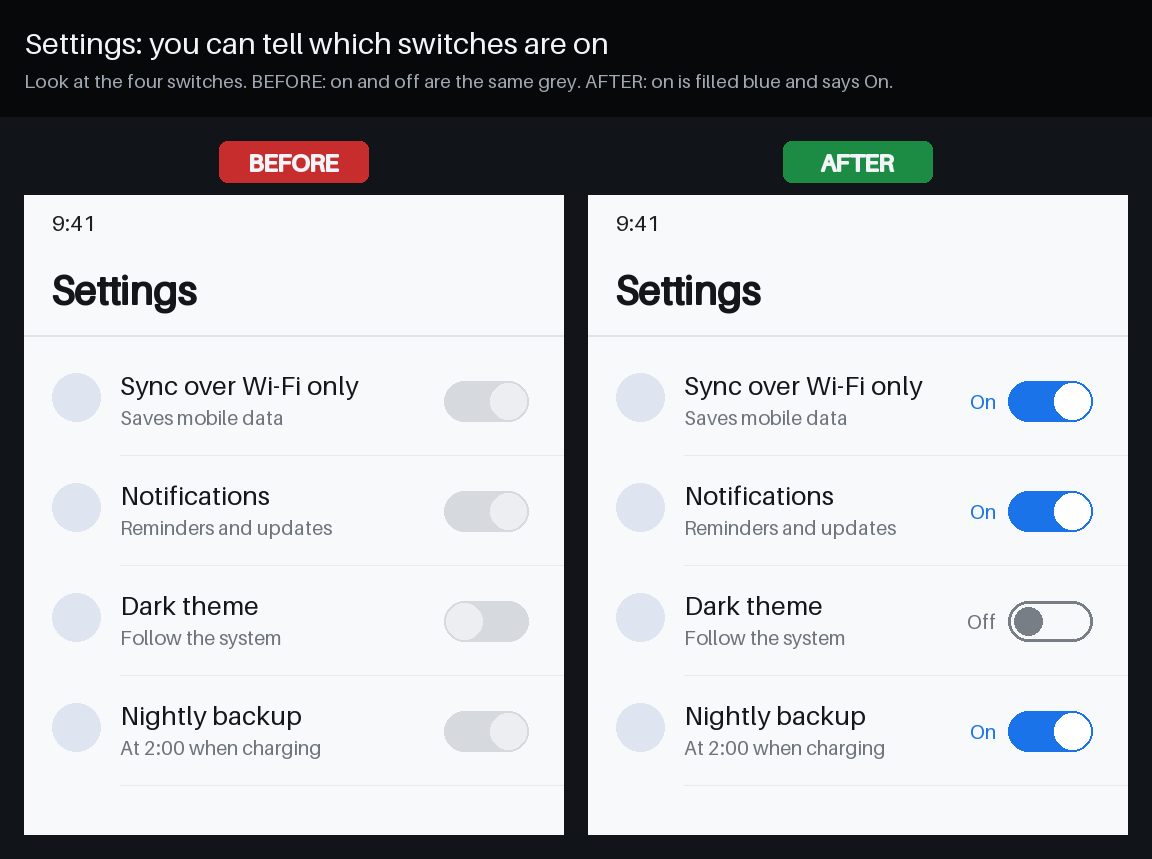 Settings: you can tell which switches are on
Look at the four switches. BEFORE: on and off are the same grey. AFTER: on is filled blue and says On.
BEFORE
9:41
Settings
Sync over Wi-Fi only
Saves mobile data
Notifications
Reminders and updates
Dark theme
Follow the system
Nightly backup
At 2:00 when charging
AFTER
9:41
Settings
Sync over Wi-Fi only
Saves mobile data
On
Notifications
Reminders and updates
On
Dark theme
Follow the system
Off
Nightly backup
At 2:00 when charging
On